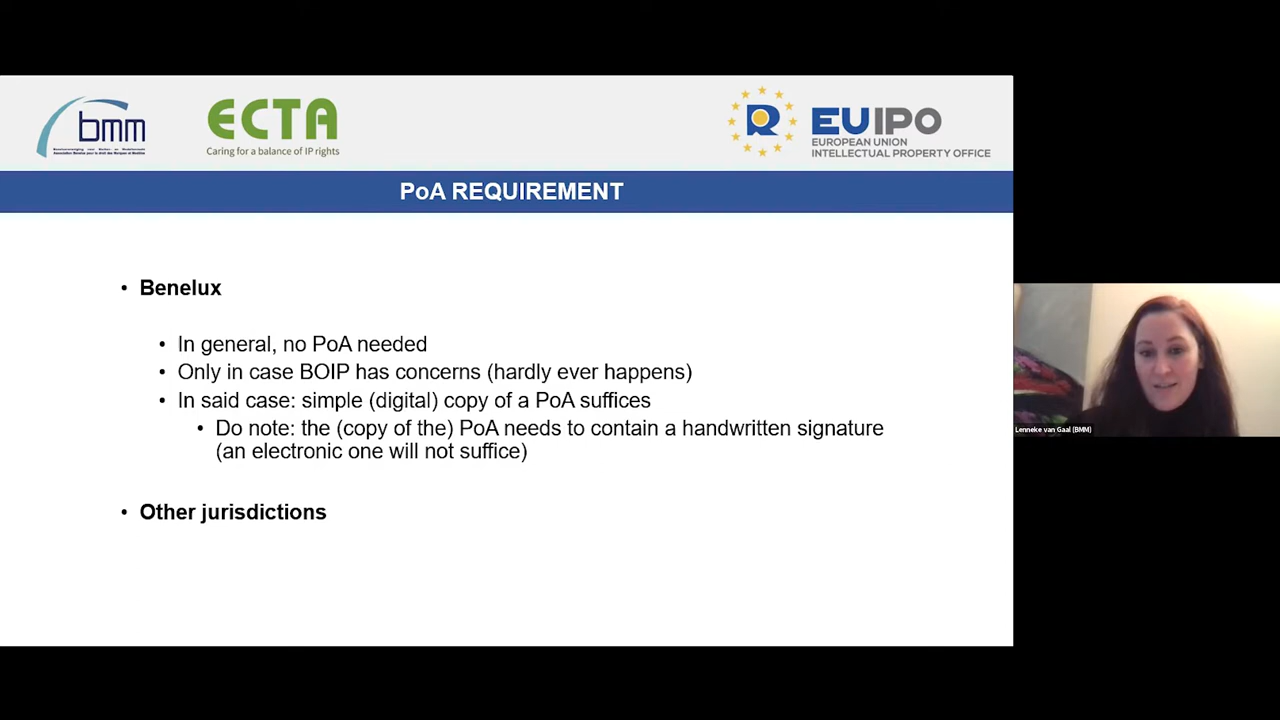 bmm
ECTA
Caring for a balance of IP rights
R
EUIPO
EUROPEAN UNION
INTELLECTUAL PROPERTY OFFICE
PoA REQUIREMENT
• Benelux
• In general, no PoA needed
• Only in case BOIP has concerns (hardly ever happens)
• In said case: simple (digital) copy of a PoA suffices
• Do note: the (copy of the) PoA needs to contain a handwritten signature
(an electronic one will not suffice)
• Other jurisdictions
Lenneke van Gaal (BMM)